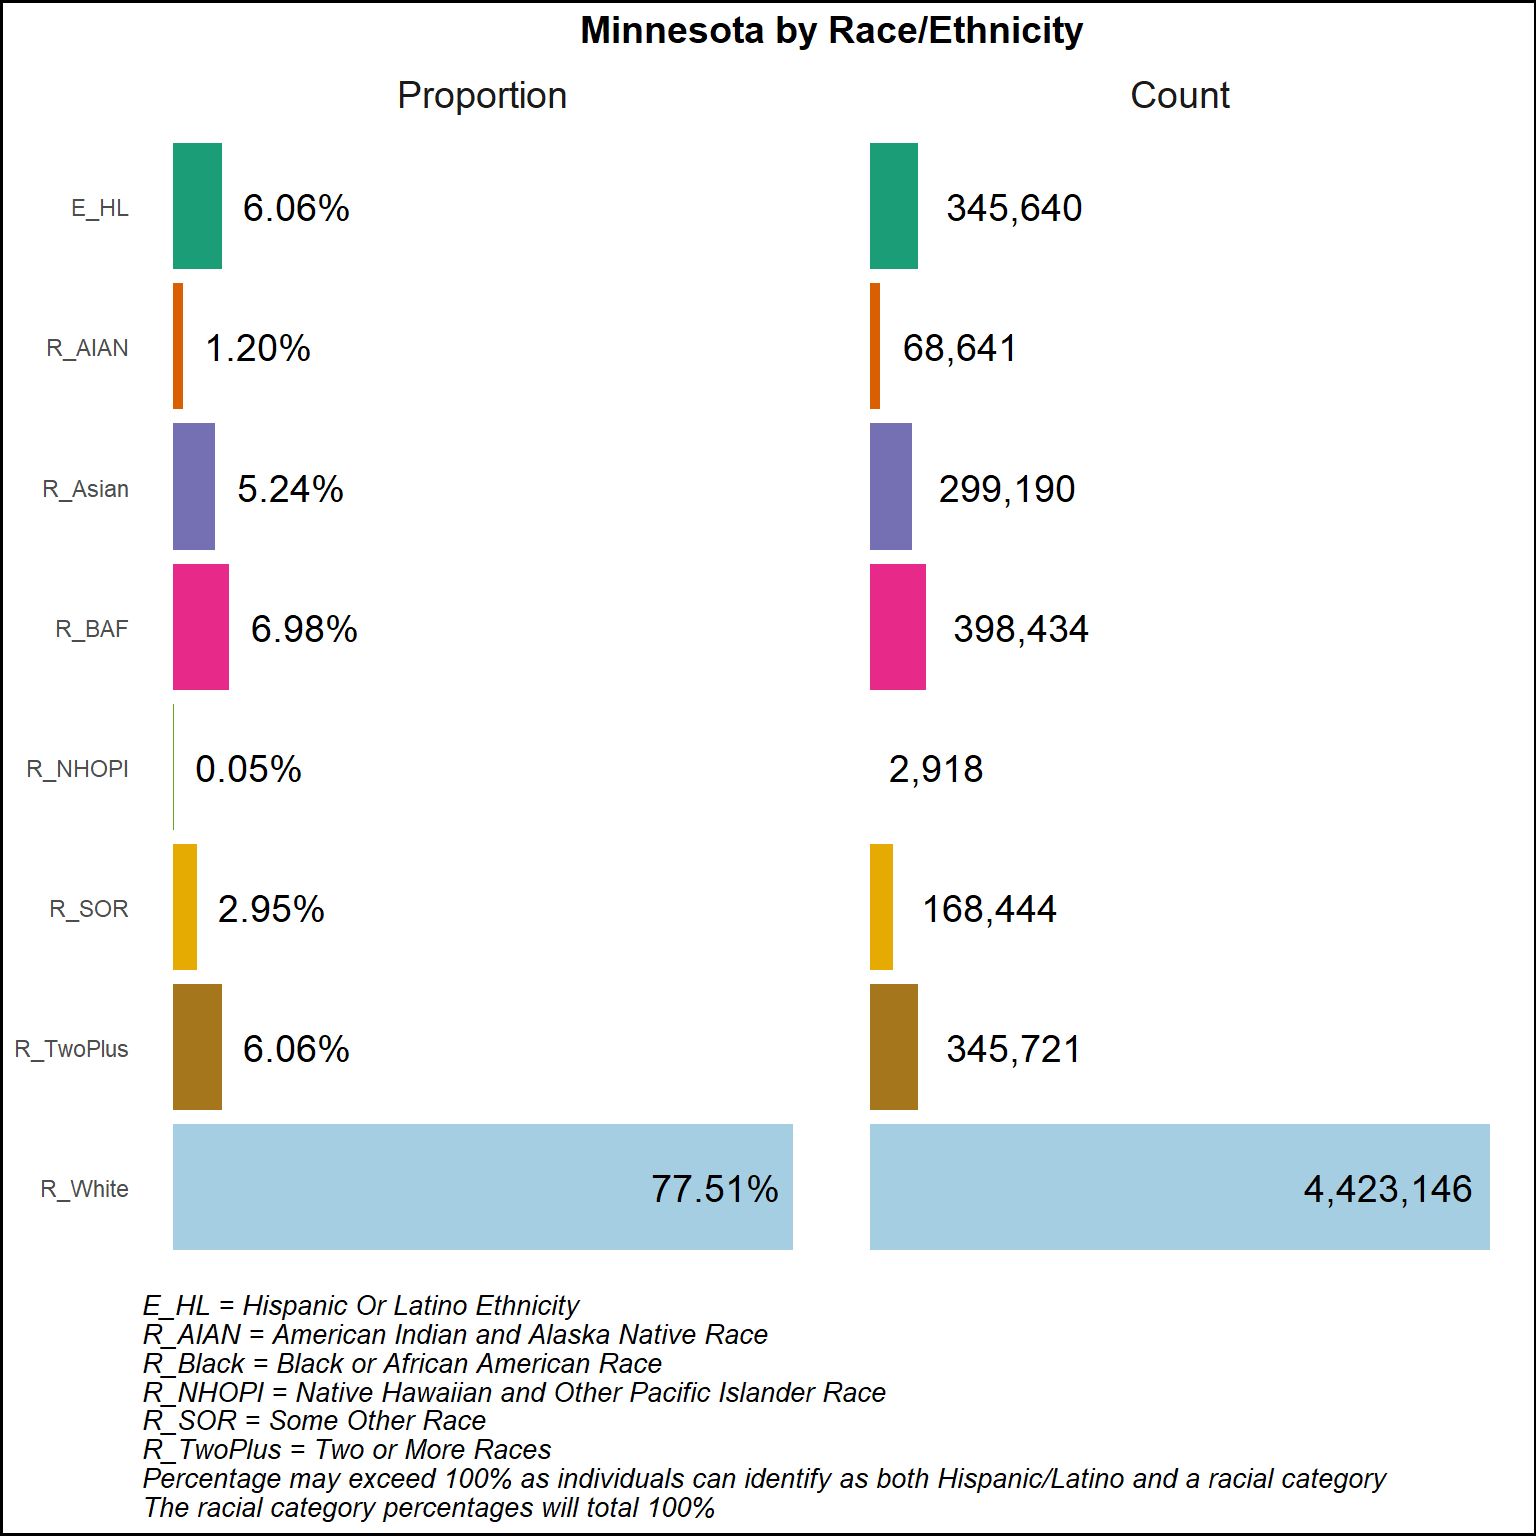 Minnesota by Race/Ethnicity
Proportion Count
E_HL 6.06% 345,640
R_AIAN 1.20% 68,641
R_Asian 5.24% 299,190
R_BAF 6.98% 398,434
R_NHOPI 0.05% 2,918
R_SOR 2.95% 168,444
R_TwoPlus 6.06% 345,721
R_White 77.51% 4,423,146
E_HL = Hispanic Or Latino Ethnicity
R_AIAN = American Indian and Alaska Native Race
R_Black = Black or African American Race
R_NHOPI = Native Hawaiian and Other Pacific Islander Race
R_SOR = Some Other Race
R_TwoPlus = Two or More Races
Percentage may exceed 100% as individuals can identify as both Hispanic/Latino and a racial category
The racial category percentages will total 100%